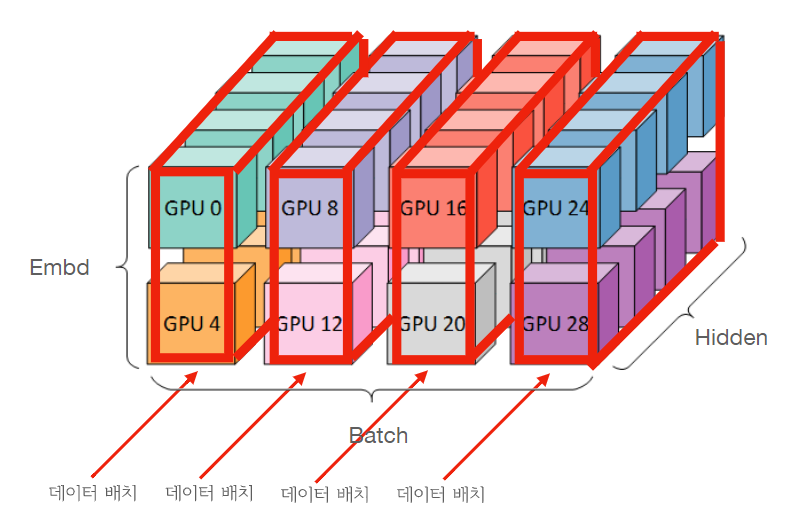 GPU 0
GPU 8
GPU 16
GPU 24
Embd
GPU 4
GPU 12
GPU 20
GPU 28
Hidden
Batch
데이터 배치
데이터 배치
데이터 배치
데이터 배치